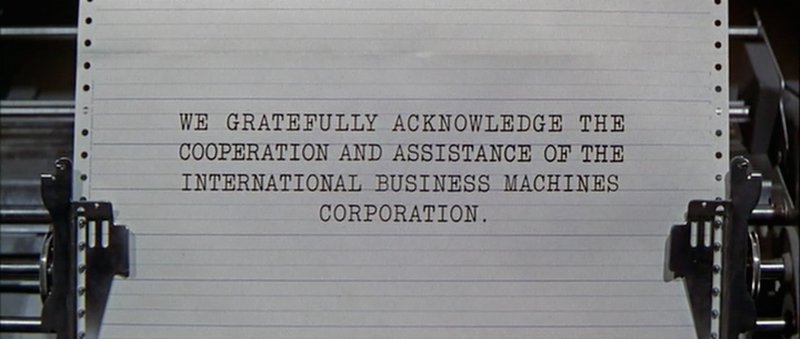 WE GRATEFULLY ACKNOWLEDGE THE
COOPERATION AND ASSISTANCE OF THE
INTERNATIONAL BUSINESS MACHINES
CORPORATION.